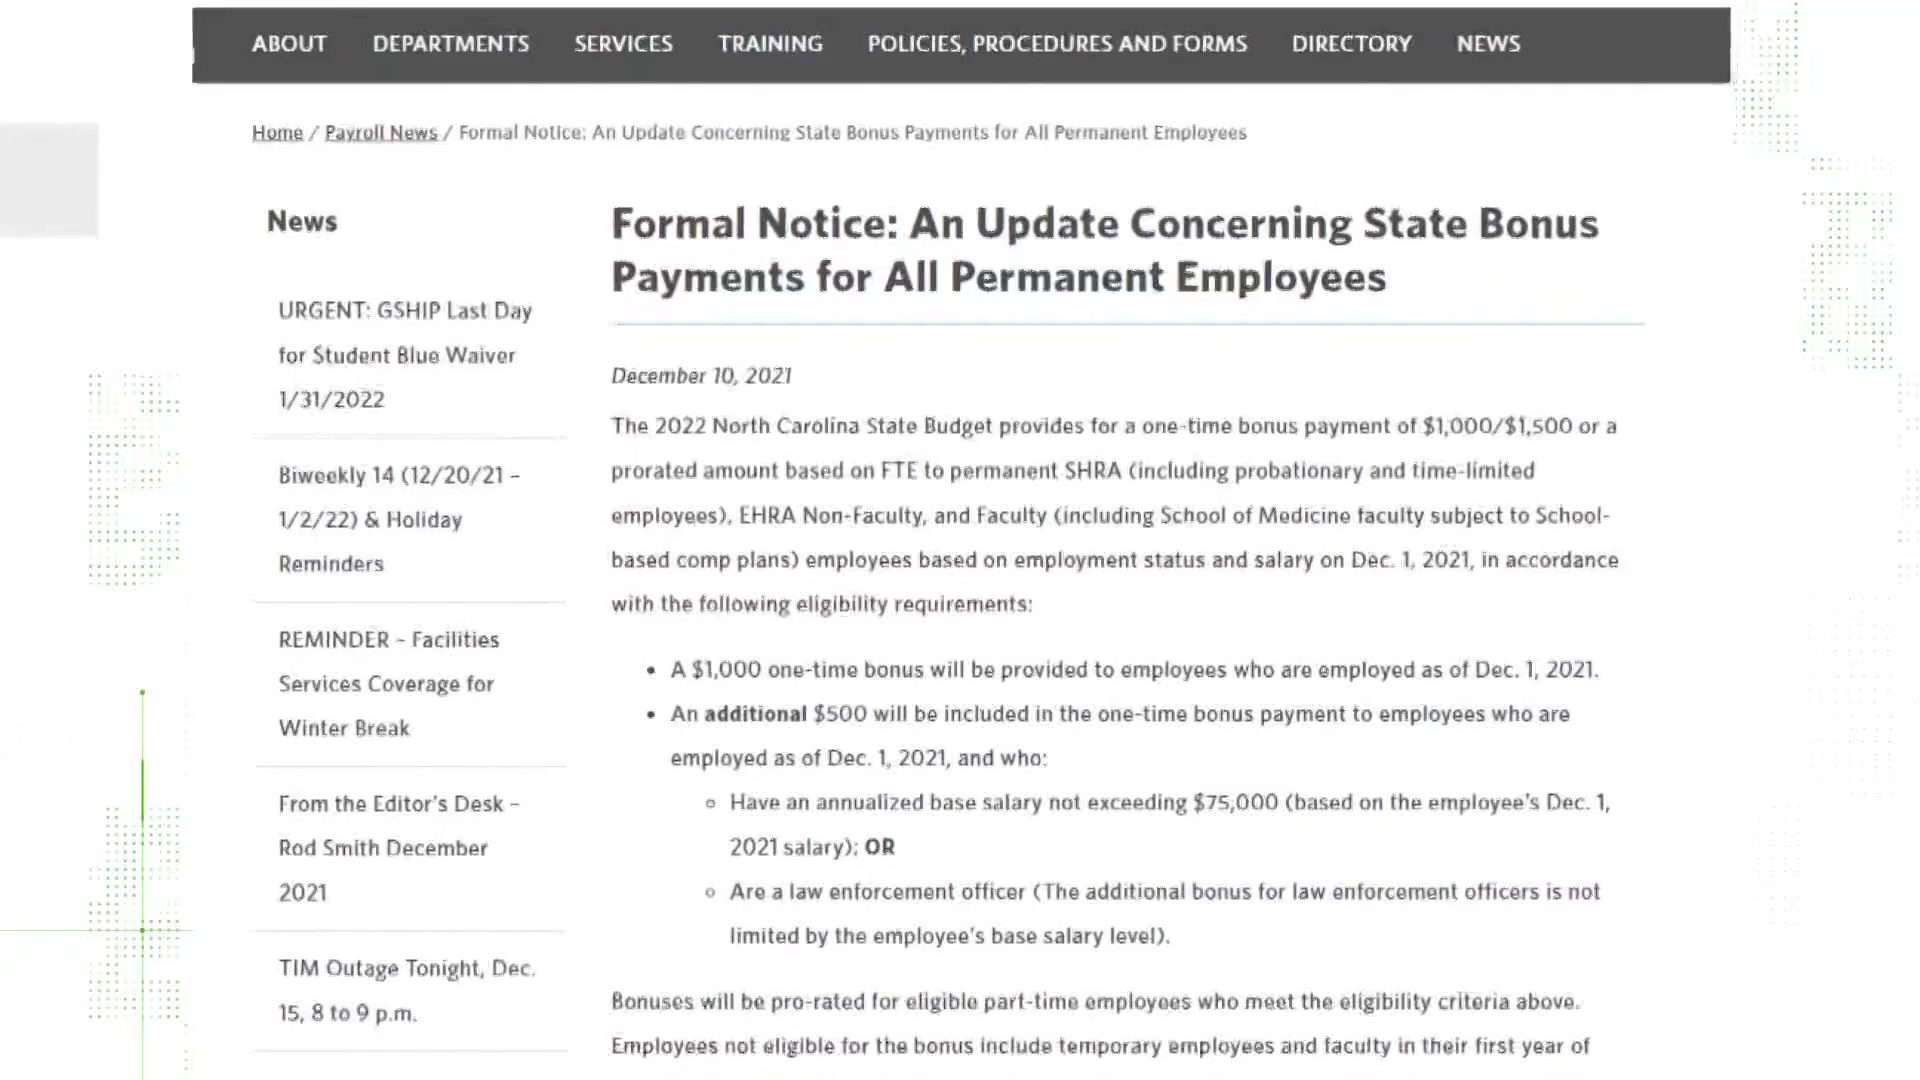 ABOUT DEPARTMENTS SERVICES TRAINING POLICIES, PROCEDURES AND FORMS DIRECTORY NEWS
Home / Payroll News / Formal Notice: An Update Concerning State Bonus Payments for All Permanent Employees
News
URGENT: GSHIP Last Day
for Student Blue Waiver
1/31/2022
Biweekly 14 (12/20/21 –
1/2/22) & Holiday
Reminders
REMINDER – Facilities
Services Coverage for
Winter Break
From the Editor's Desk –
Rod Smith December
2021
TIM Outage Tonight, Dec.
15, 8 to 9 p.m.
Formal Notice: An Update Concerning State Bonus
Payments for All Permanent Employees
December 10, 2021
The 2022 North Carolina State Budget provides for a one-time bonus payment of $1,000/$1,500 or a
prorated amount based on FTE to permanent SHRA (including probationary and time-limited
employees), EHRA Non-Faculty, and Faculty (including School of Medicine faculty subject to School-
based comp plans) employees based on employment status and salary on Dec. 1, 2021, in accordance
with the following eligibility requirements:
• A $1,000 one-time bonus will be provided to employees who are employed as of Dec. 1, 2021.
• An additional $500 will be included in the one-time bonus payment to employees who are
employed as of Dec. 1, 2021, and who:
○ Have an annualized base salary not exceeding $75,000 (based on the employee's Dec. 1,
2021 salary); OR
○ Are a law enforcement officer (The additional bonus for law enforcement officers is not
limited by the employee's base salary level).
Bonuses will be pro-rated for eligible part-time employees who meet the eligibility criteria above.
Employees not eligible for the bonus include temporary employees and faculty in their first year of